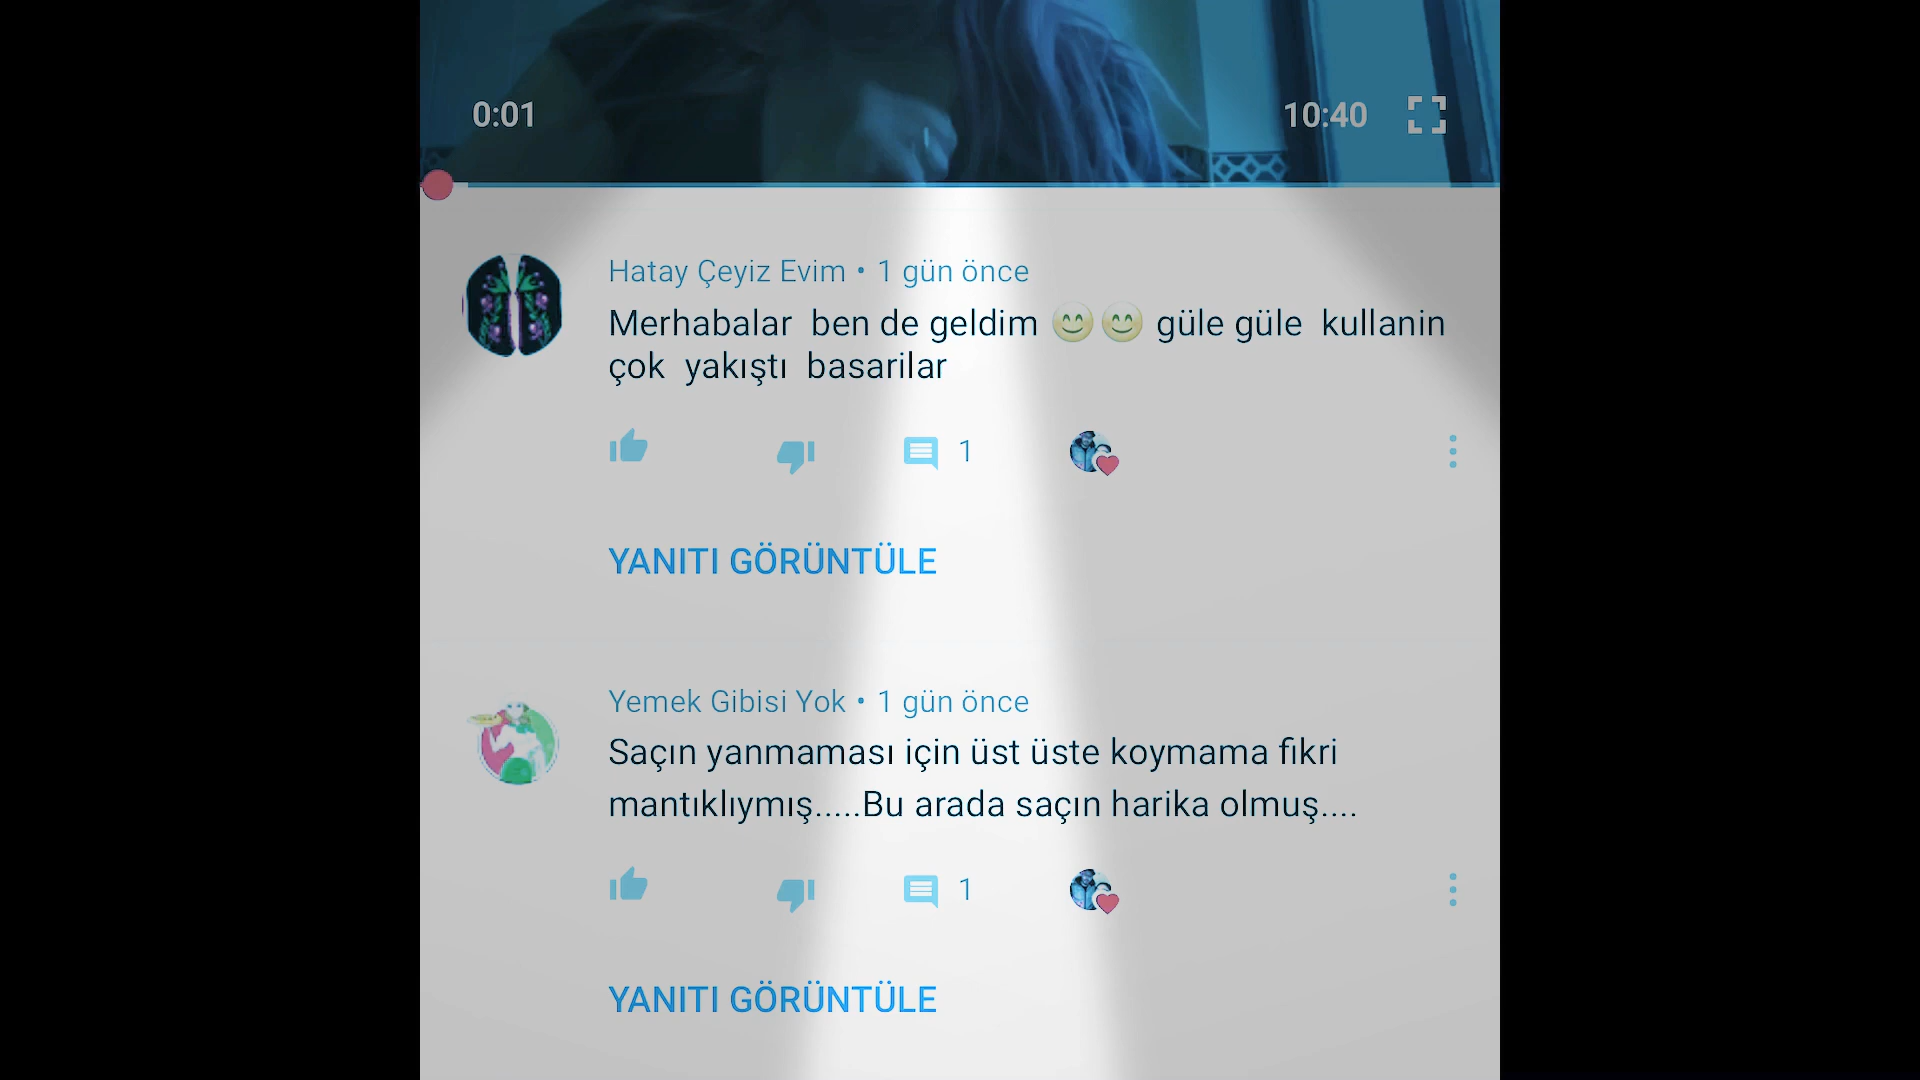 0:01
10:40
Hatay Çeyiz Evim • 1 gün önce
Merhabalar ben de geldim 😊😊 güle güle kullanin
çok yakıştı basarilar
1
YANITI GÖRÜNTÜLE
Yemek Gibisi Yok • 1 gün önce
Saçın yanmaması için üst üste koymama fikri
mantıklıymış.....Bu arada saçın harika olmuş....
1
YANITI GÖRÜNTÜLE